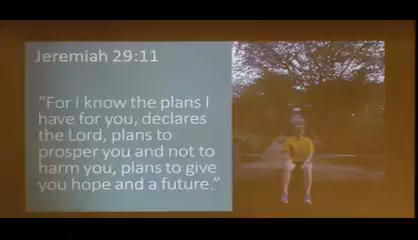 Jeremiah 29:11
“For I know the plans I
have for you, declares
the Lord, plans to
prosper you and not to
harm you, plans to give
you hope and a future.”